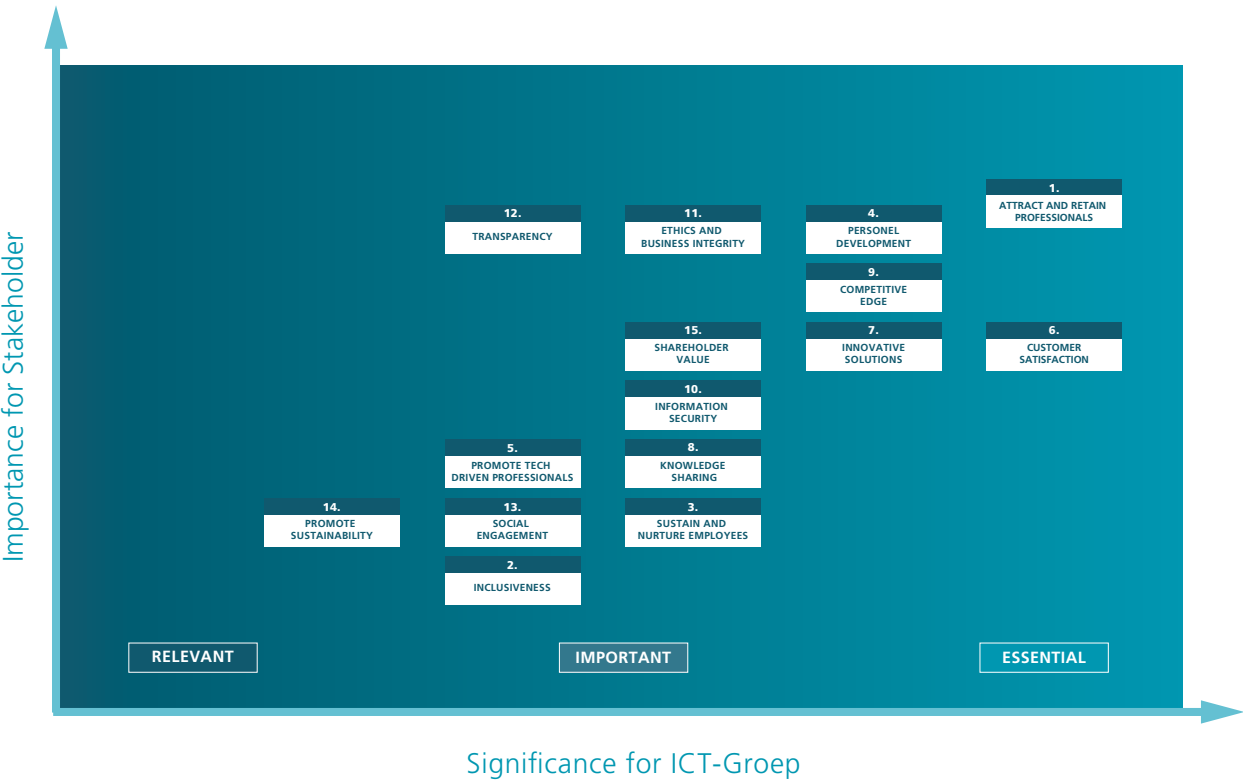 Importance for Stakeholder
1.
ATTRACT AND RETAIN
PROFESSIONALS
12.
TRANSPARENCY
11.
ETHICS AND
BUSINESS INTEGRITY
4.
PERSONEL
DEVELOPMENT
9.
COMPETITIVE
EDGE
15.
SHAREHOLDER
VALUE
7.
INNOVATIVE
SOLUTIONS
6.
CUSTOMER
SATISFACTION
10.
INFORMATION
SECURITY
5.
PROMOTE TECH
DRIVEN PROFESSIONALS
8.
KNOWLEDGE
SHARING
14.
PROMOTE
SUSTAINABILITY
13.
SOCIAL
ENGAGEMENT
3.
SUSTAIN AND
NURTURE EMPLOYEES
2.
INCLUSIVENESS
RELEVANT
IMPORTANT
ESSENTIAL
Significance for ICT-Groep